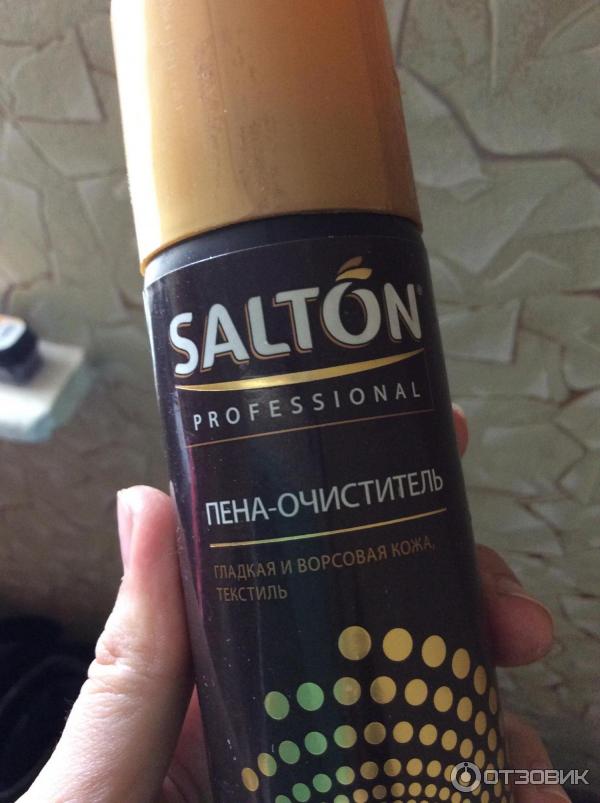 SALTON®
PROFESSIONAL
ПЕНА-ОЧИСТИТЕЛЬ
ГЛАДКАЯ И ВОРСОВАЯ КОЖА,
ТЕКСТИЛЬ
ОТЗОВИК